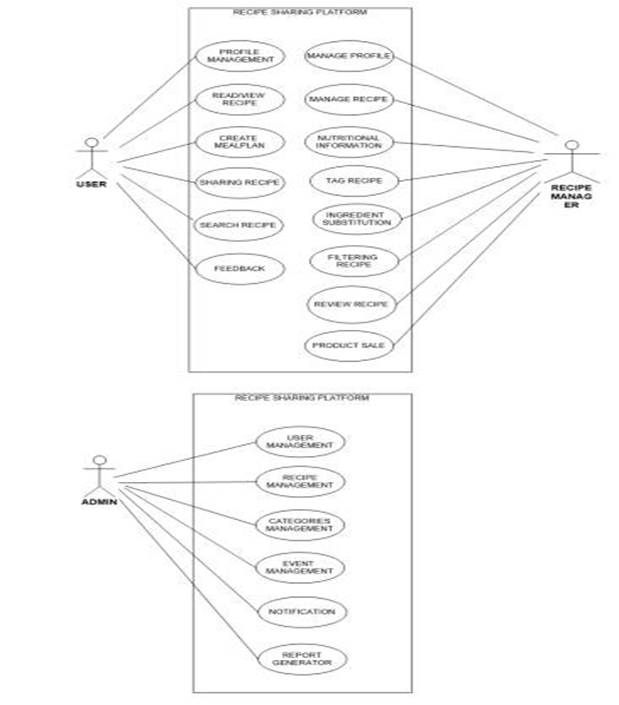 RECIPE SHARING PLATFORM
PROFILE
MANAGEMENT
READ/VIEW
RECIPE
CREATE
MEALPLAN
SHARING RECIPE
SEARCH RECIPE
FEEDBACK
MANAGE PROFILE
MANAGE RECIPE
NUTRITIONAL
INFORMATION
TAG RECIPE
INGREDIENT
SUBSTITUTION
FILTERING
RECIPE
REVIEW RECIPE
PRODUCT SALE
USER
RECIPE
MANAG
ER
RECIPE SHARING PLATFORM
USER
MANAGEMENT
RECIPE
MANAGEMENT
CATEGORIES
MANAGEMENT
EVENT
MANAGEMENT
NOTIFICATION
REPORT
GENERATOR
ADMIN